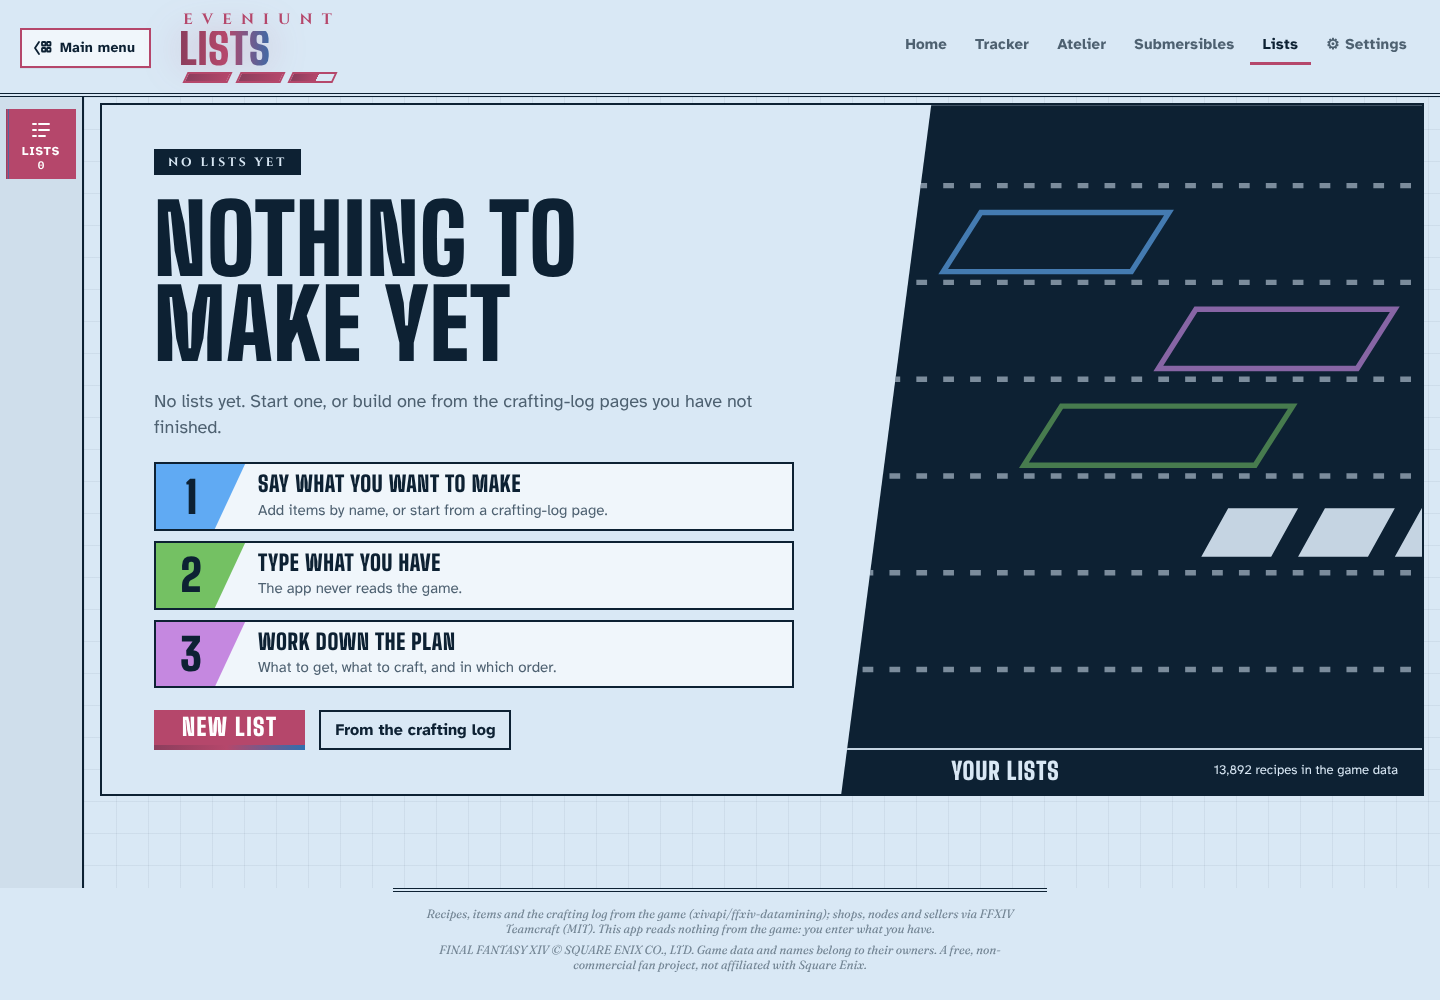 Main menu
EVENIUNT
LISTS
Home
Tracker
Atelier
Submersibles
Lists
Settings
LISTS
0
NO LISTS YET
NOTHING TO
MAKE YET
No lists yet. Start one, or build one from the crafting-log pages you have not
finished.
1
SAY WHAT YOU WANT TO MAKE
Add items by name, or start from a crafting-log page.
2
TYPE WHAT YOU HAVE
The app never reads the game.
3
WORK DOWN THE PLAN
What to get, what to craft, and in which order.
NEW LIST
From the crafting log
YOUR LISTS
13,892 recipes in the game data
Recipes, items and the crafting log from the game (xivapi/ffxiv-datamining); shops, nodes and sellers via FFXIV
Teamcraft (MIT). This app reads nothing from the game: you enter what you have.
FINAL FANTASY XIV © SQUARE ENIX CO., LTD. Game data and names belong to their owners. A free, non-
commercial fan project, not affiliated with Square Enix.